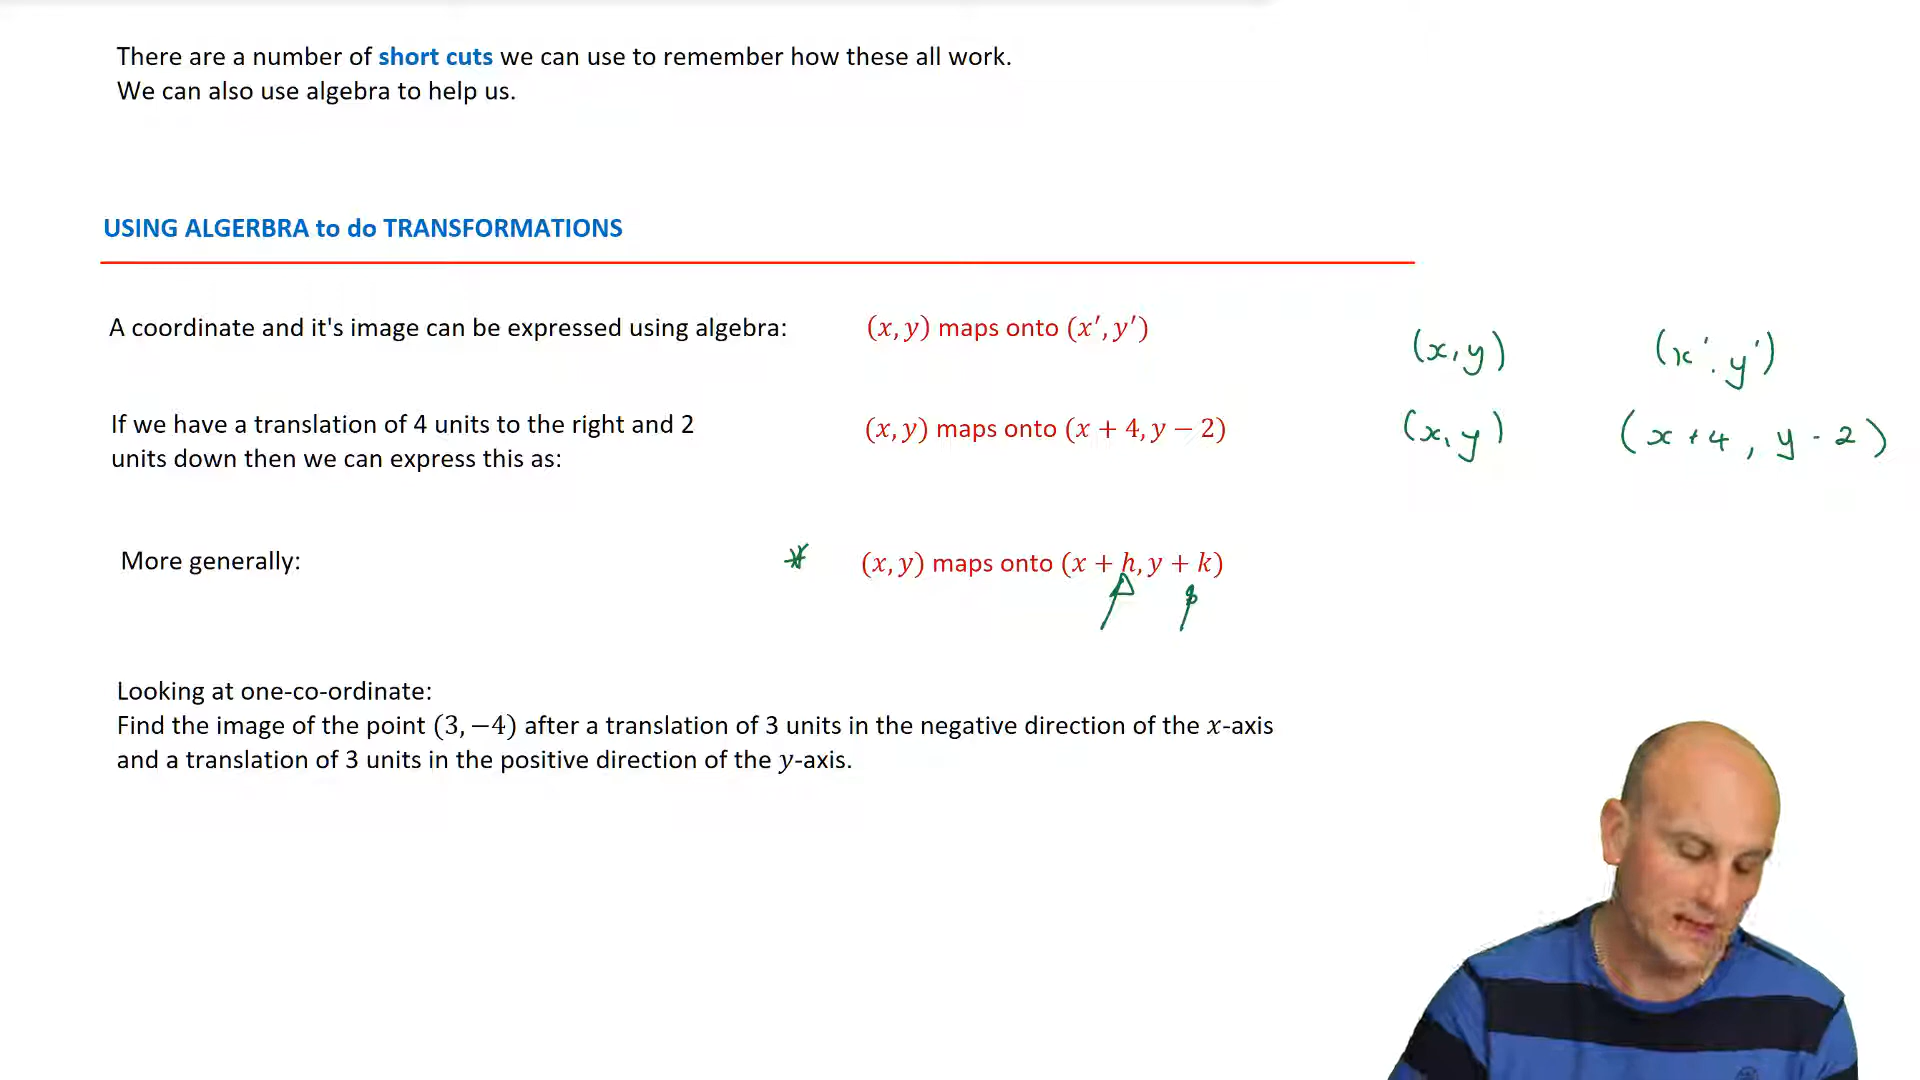 There are a number of short cuts we can use to remember how these all work.
We can also use algebra to help us.
USING ALGERBRA to do TRANSFORMATIONS
A coordinate and it's image can be expressed using algebra:
(x, y) maps onto (x′, y′)
(x, y) (x', y')
If we have a translation of 4 units to the right and 2
units down then we can express this as:
(x, y) maps onto (x + 4, y − 2)
(x, y) (x + 4, y - 2)
More generally:
* (x, y) maps onto (x + h, y + k)
Looking at one-co-ordinate:
Find the image of the point (3, −4) after a translation of 3 units in the negative direction of the x-axis
and a translation of 3 units in the positive direction of the y-axis.